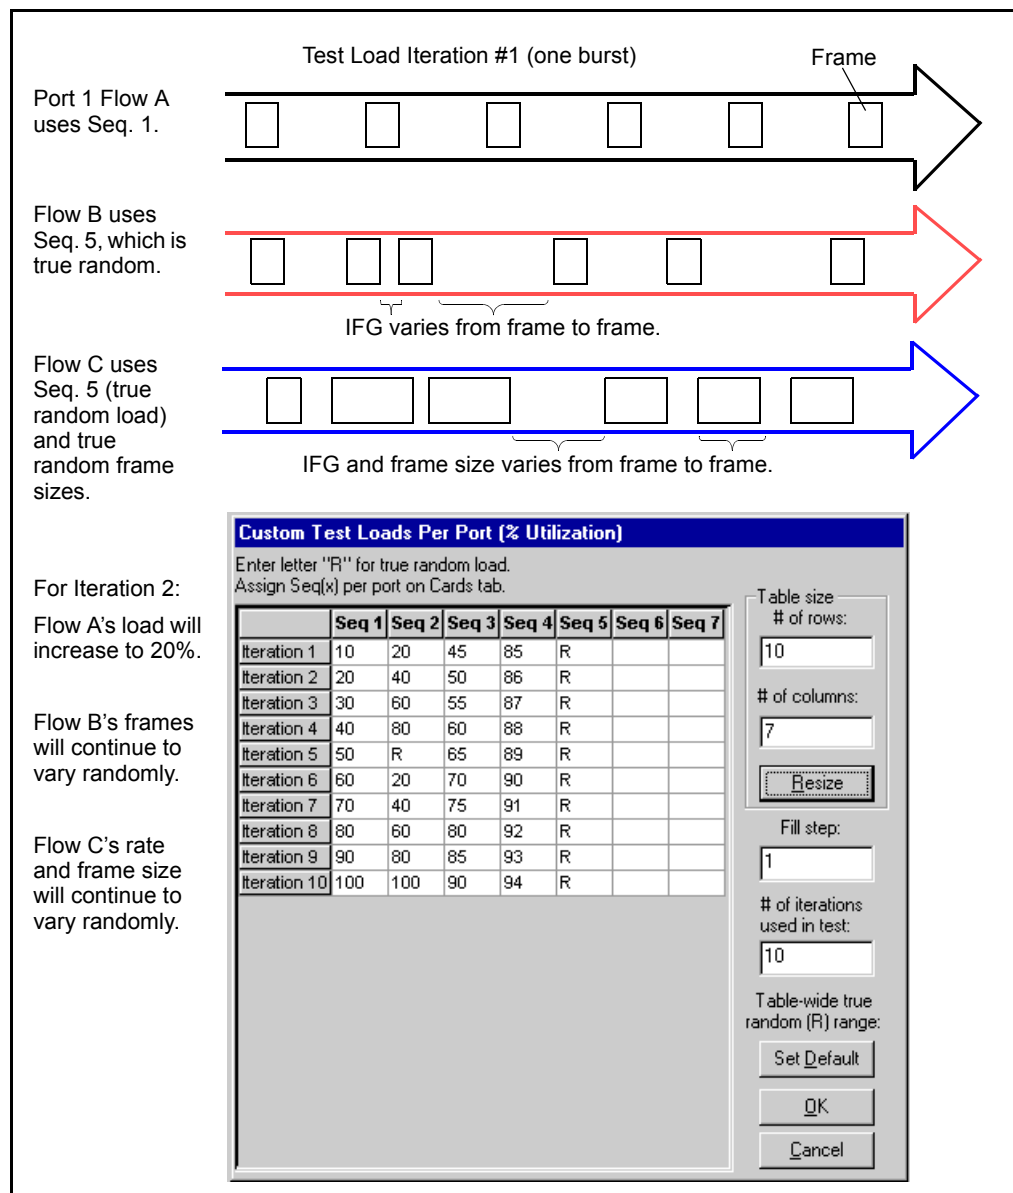 Test Load Iteration #1 (one burst)
Frame
Port 1 Flow A
uses Seq. 1.
Flow B uses
Seq. 5, which is
true random.
IFG varies from frame to frame.
Flow C uses
Seq. 5 (true
random load)
and true
random frame
sizes.
IFG and frame size varies from frame to frame.
For Iteration 2:
Flow A's load will
increase to 20%.
Flow B's frames
will continue to
vary randomly.
Flow C's rate
and frame size
will continue to
vary randomly.
Custom Test Loads Per Port (% Utilization)
Enter letter "R" for true random load.
Assign Seq(x) per port on Cards tab.
Seq 1 Seq 2 Seq 3 Seq 4 Seq 5 Seq 6 Seq 7
Iteration 1 10 20 45 85 R
Iteration 2 20 40 50 86 R
Iteration 3 30 60 55 87 R
Iteration 4 40 80 60 88 R
Iteration 5 50 R 65 89 R
Iteration 6 60 20 70 90 R
Iteration 7 70 40 75 91 R
Iteration 8 80 60 80 92 R
Iteration 9 90 80 85 93 R
Iteration 10 100 100 90 94 R
Table size
# of rows:
10
# of columns:
7
Resize
Fill step:
1
# of iterations
used in test:
10
Table-wide true
random (R) range:
Set Default
OK
Cancel